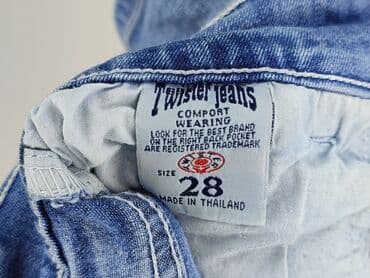 Twister jeans
COMFORT
WEARING
LOOK FOR THE BEST BRAND
ON THE RIGHT BACK POCKET
ARE REGISTERED TRADEMARK
SIZE 28
MADE IN THAILAND